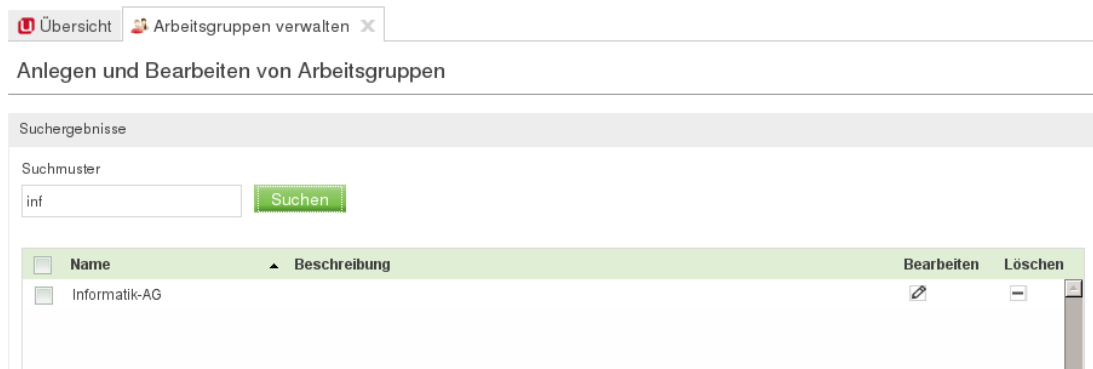 Übersicht Arbeitsgruppen verwalten
Anlegen und Bearbeiten von Arbeitsgruppen
Suchergebnisse
Suchmuster
inf Suchen
Name Beschreibung Bearbeiten Löschen
Informatik-AG